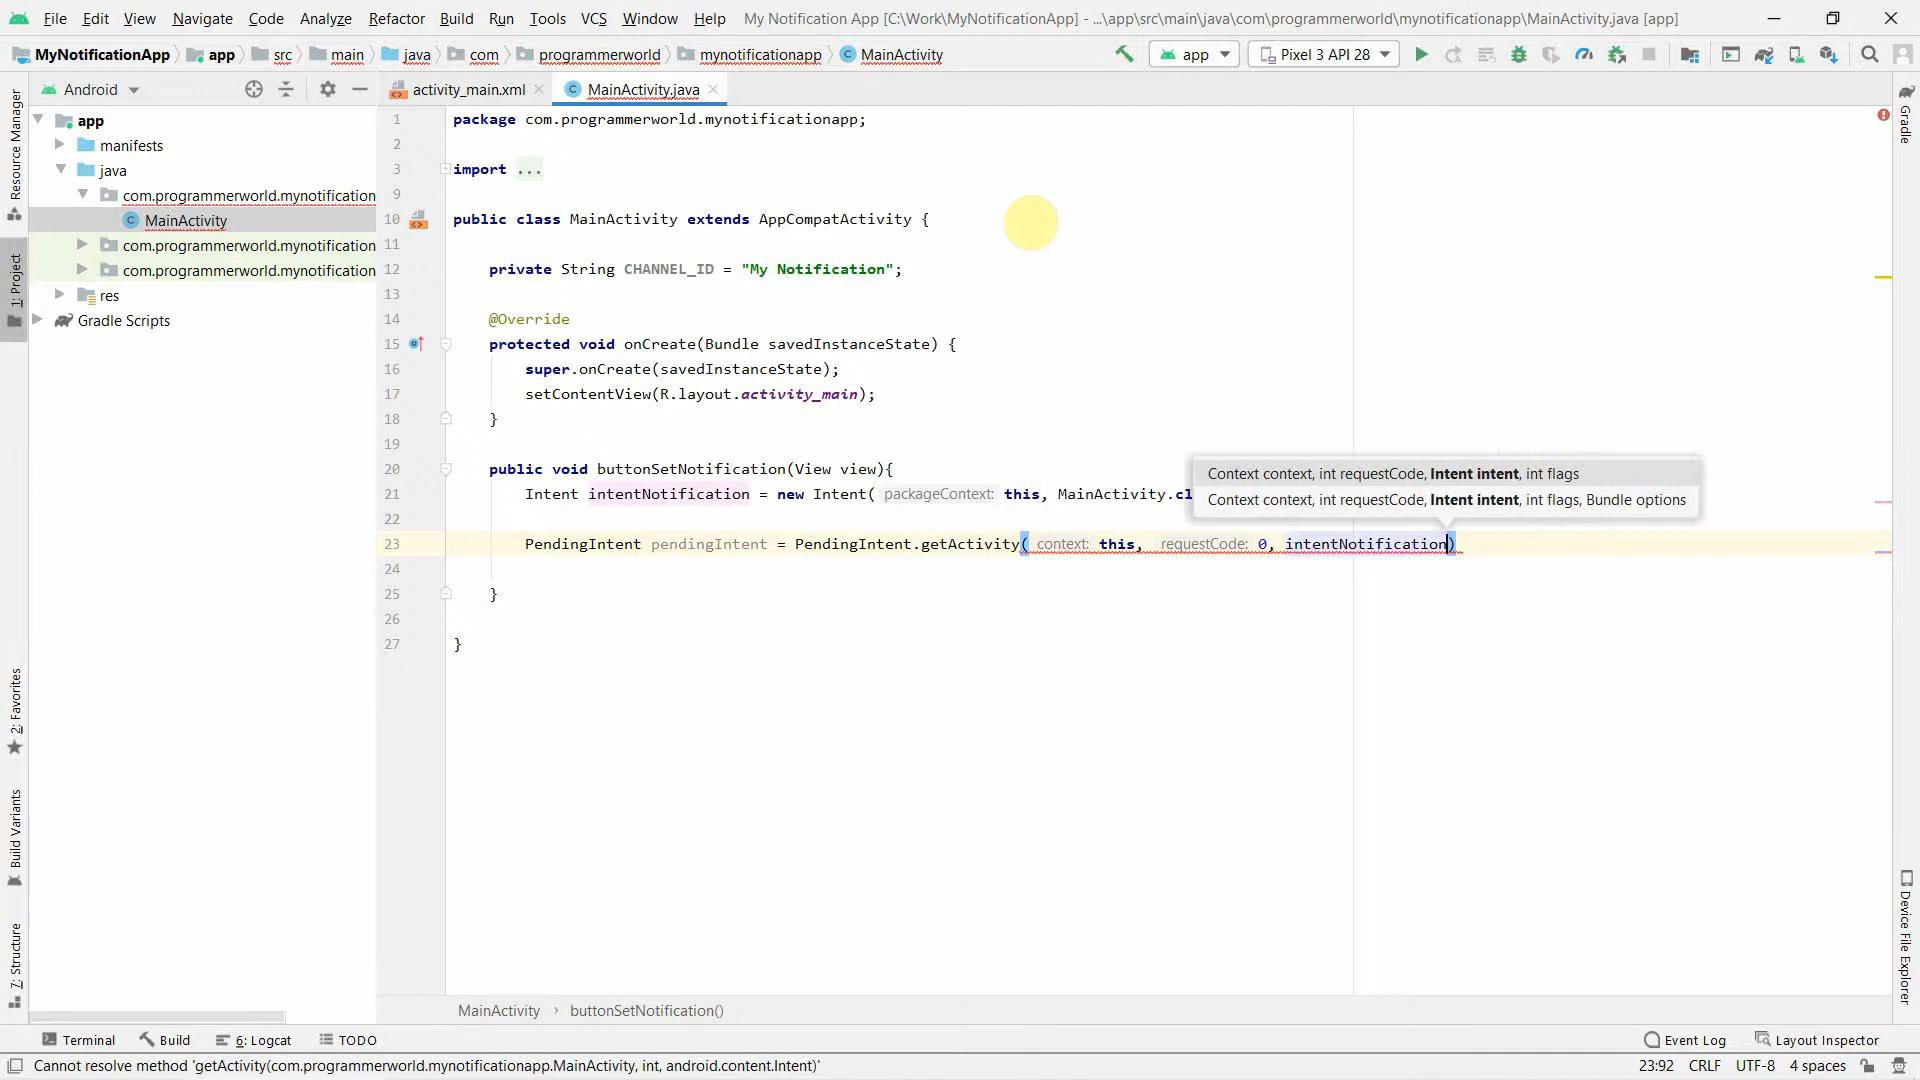 File Edit View Navigate Code Analyze Refactor Build Run Tools VCS Window Help My Notification App [C:\Work\MyNotificationApp] - ...\app\src\main\java\com\programmerworld\mynotificationapp\MainActivity.java [app]
MyNotificationApp app src main java com programmerworld mynotificationapp MainActivity app Pixel 3 API 28
Android activity_main.xml MainActivity.java
app
manifests
java
com.programmerworld.mynotification
MainActivity
com.programmerworld.mynotification
com.programmerworld.mynotification
res
Gradle Scripts
Resource Manager
1: Project
2: Favorites
Build Variants
7: Structure
1 package com.programmerworld.mynotificationapp;
2
3 import ...
9
10 public class MainActivity extends AppCompatActivity {
11
12 private String CHANNEL_ID = "My Notification";
13
14 @Override
15 protected void onCreate(Bundle savedInstanceState) {
16 super.onCreate(savedInstanceState);
17 setContentView(R.layout.activity_main);
18 }
19
20 public void buttonSetNotification(View view){
Context context, int requestCode, Intent intent, int flags
21 Intent intentNotification = new Intent( packageContext: this, MainActivity.cl
Context context, int requestCode, Intent intent, int flags, Bundle options
22
23 PendingIntent pendingIntent = PendingIntent.getActivity( context: this, requestCode: 0, intentNotification)
24
25 }
26
27 }
Gradle
Device File Explorer
MainActivity › buttonSetNotification()
Terminal Build 6: Logcat TODO Event Log Layout Inspector
Cannot resolve method 'getActivity(com.programmerworld.mynotificationapp.MainActivity, int, android.content.Intent)' 23:92 CRLF UTF-8 4 spaces